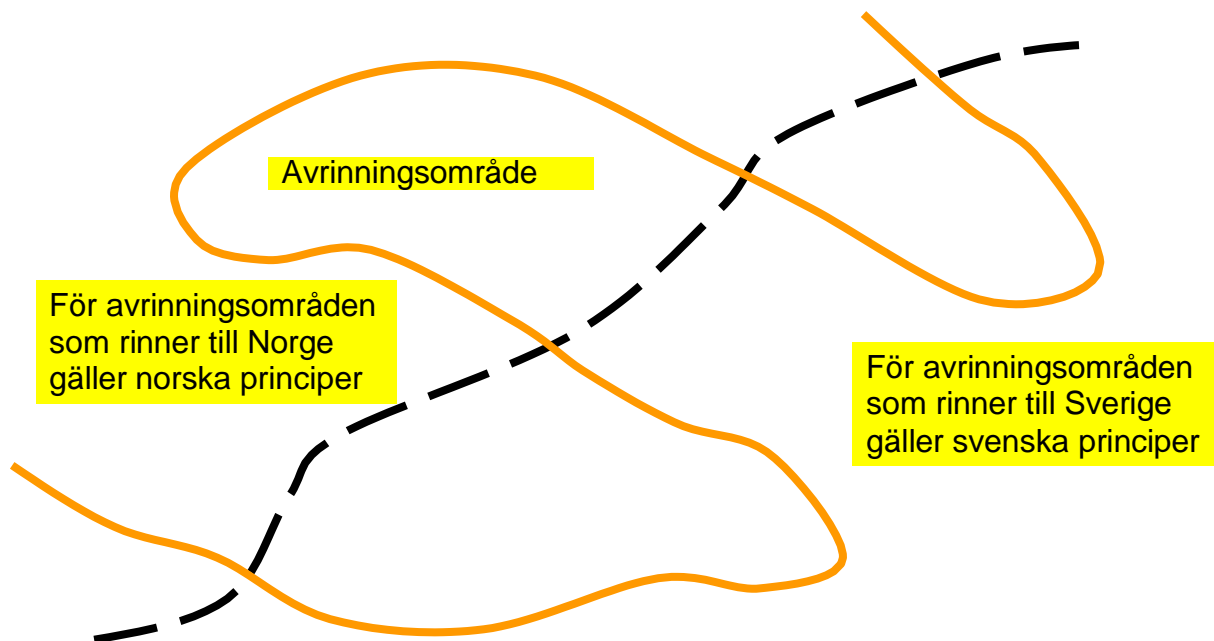 Avrinningsområde
För avrinningsområden
som rinner till Norge
gäller norska principer
För avrinningsområden
som rinner till Sverige
gäller svenska principer